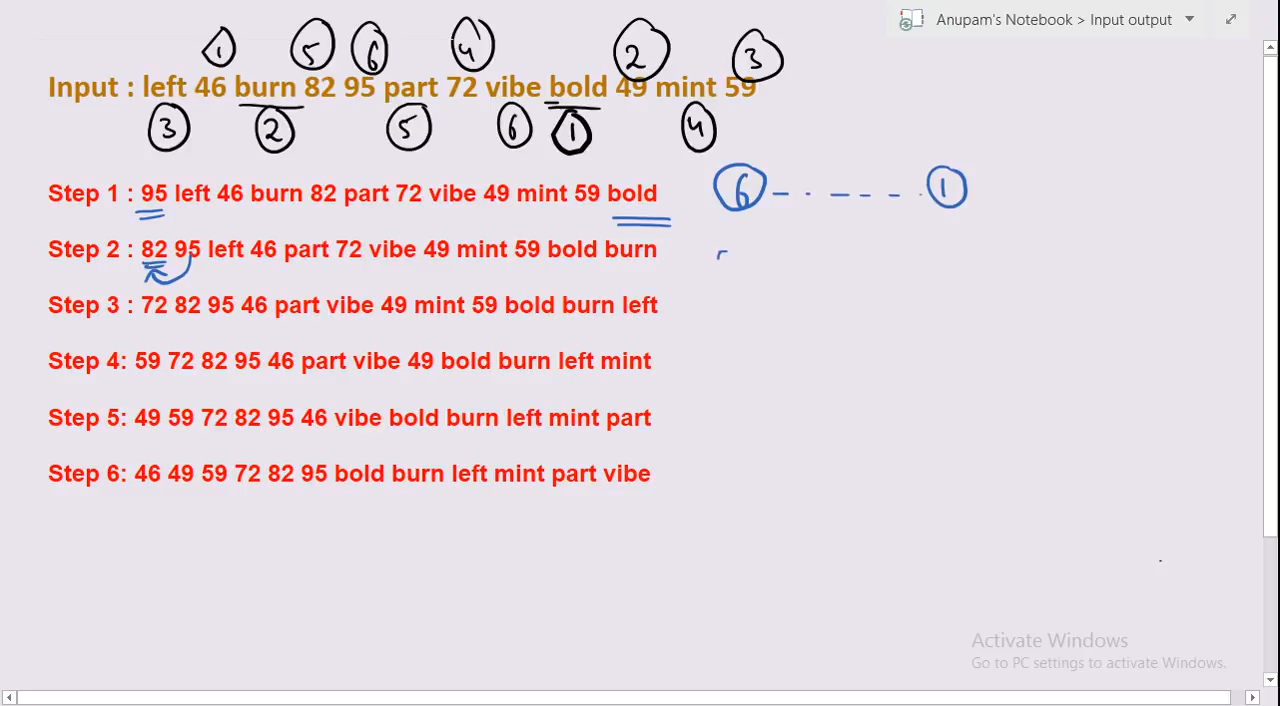 Anupam's Notebook > Input output
1 5 6 4 2 3
Input : left 46 burn 82 95 part 72 vibe bold 49 mint 59
3 2 5 6 1 4
Step 1 : 95 left 46 burn 82 part 72 vibe 49 mint 59 bold 6 1
Step 2 : 82 95 left 46 part 72 vibe 49 mint 59 bold burn
Step 3 : 72 82 95 46 part vibe 49 mint 59 bold burn left
Step 4: 59 72 82 95 46 part vibe 49 bold burn left mint
Step 5: 49 59 72 82 95 46 vibe bold burn left mint part
Step 6: 46 49 59 72 82 95 bold burn left mint part vibe
Activate Windows
Go to PC settings to activate Windows.